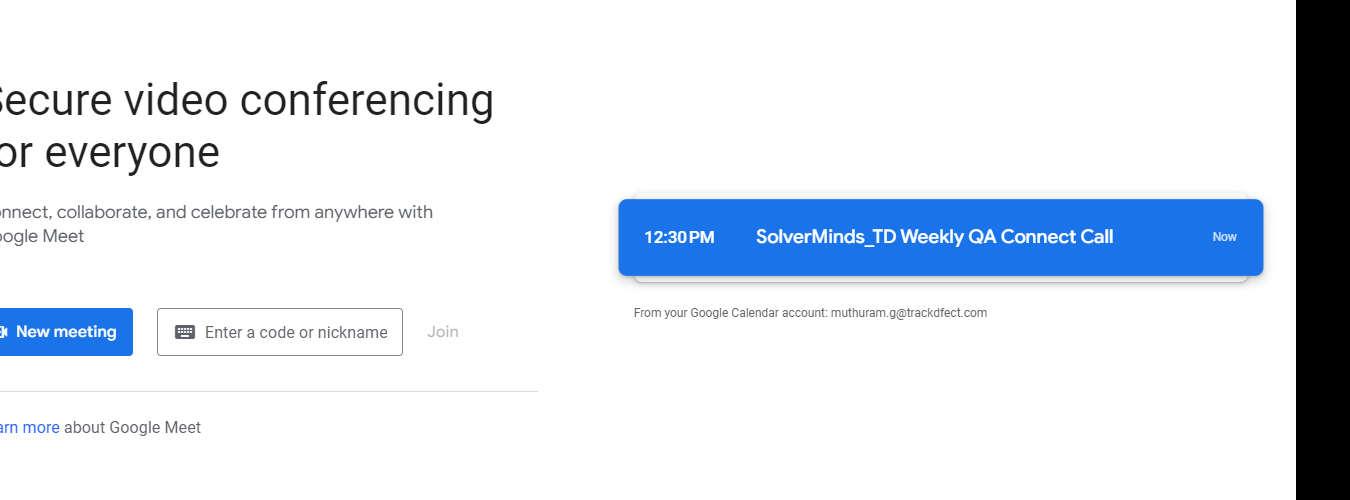 Secure video conferencing
or everyone
onnect, collaborate, and celebrate from anywhere with
oogle Meet
New meeting
Enter a code or nickname
Join
arn more about Google Meet
12:30 PM
SolverMinds_TD Weekly QA Connect Call
Now
From your Google Calendar account: muthuram.g@trackdfect.com